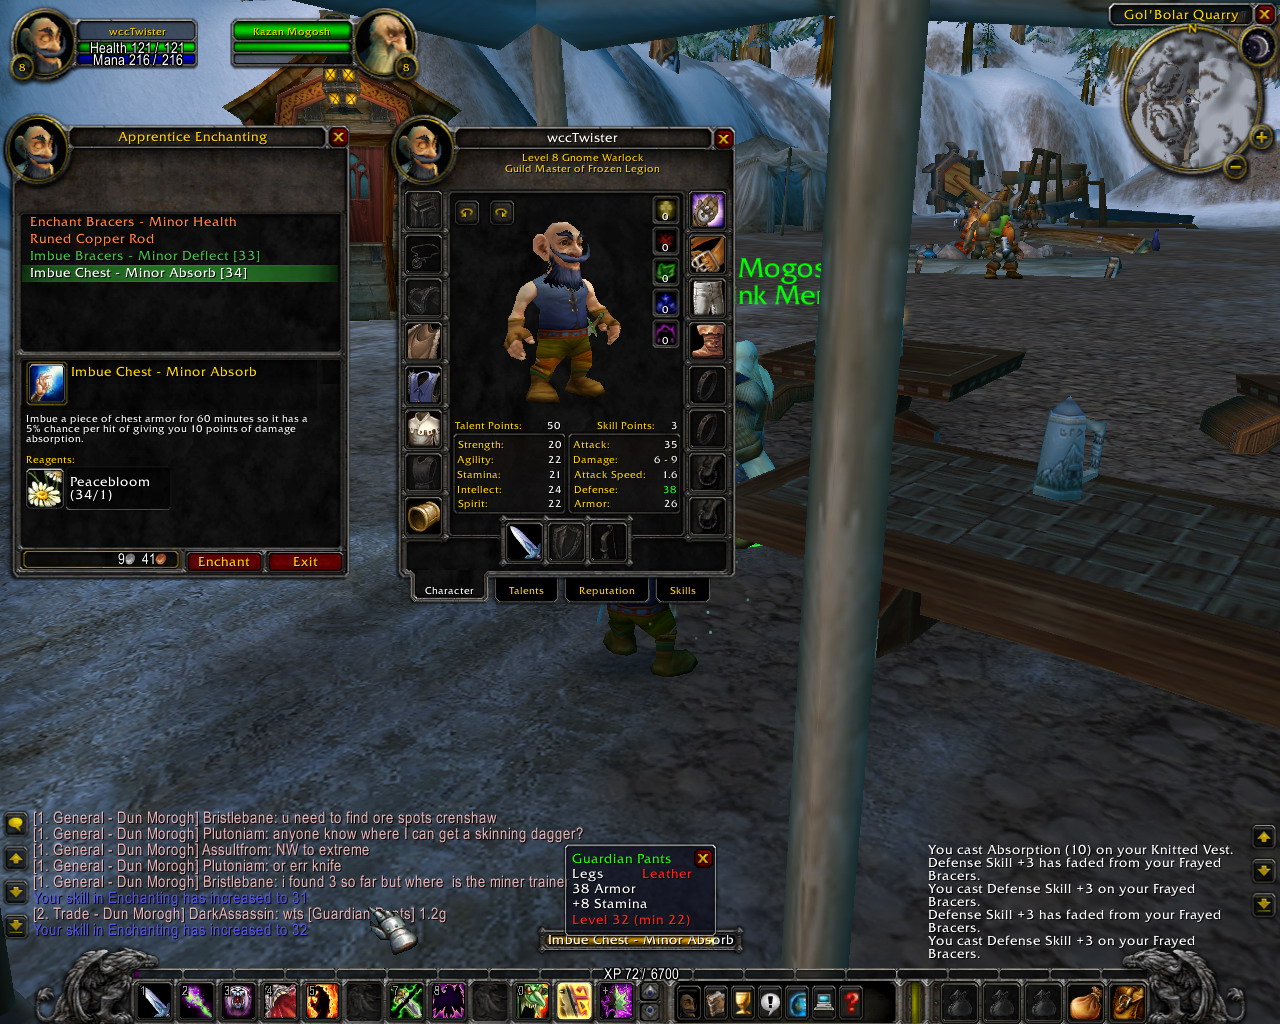 wccTwister
Health 121 / 121
Mana 216 / 216
8
Kazan Mogosh
8
Gol'Bolar Quarry
N
Apprentice Enchanting
Enchant Bracers - Minor Health
Runed Copper Rod
Imbue Bracers - Minor Deflect [33]
Imbue Chest - Minor Absorb [34]
Imbue Chest - Minor Absorb
Imbue a piece of chest armor for 60 minutes so it has a
5% chance per hit of giving you 10 points of damage
absorption.
Reagents:
Peacebloom
(34/1)
9 41
Enchant
Exit
wccTwister
Level 8 Gnome Warlock
Guild Master of Frozen Legion
0
0
0
0
0
Talent Points: 50
Skill Points: 3
Strength: 20
Agility: 22
Stamina: 21
Intellect: 24
Spirit: 22
Attack: 35
Damage: 6 - 9
Attack Speed: 1.6
Defense: 38
Armor: 26
Character
Talents
Reputation
Skills
[1. General - Dun Morogh] Bristlebane: u need to find ore spots crenshaw
[1. General - Dun Morogh] Plutoniam: anyone know where I can get a skinning dagger?
[1. General - Dun Morogh] Assultfrom: NW to extreme
[1. General - Dun Morogh] Plutoniam: or err knife
[1. General - Dun Morogh] Bristlebane: i found 3 so far but where is the miner traine
Your skill in Enchanting has increased to 31
[2. Trade - Dun Morogh] DarkAssassin: wts [Guardian Pants] 1.2g
Your skill in Enchanting has increased to 32
Guardian Pants
Legs Leather
38 Armor
+8 Stamina
Level 32 (min 22)
Imbue Chest - Minor Absorb
You cast Absorption (10) on your Knitted Vest.
Defense Skill +3 has faded from your Frayed
Bracers.
You cast Defense Skill +3 on your Frayed
Bracers.
Defense Skill +3 has faded from your Frayed
Bracers.
You cast Defense Skill +3 on your Frayed
Bracers.
XP 72 / 6700
1 2 3 4 5 7 8 0 +